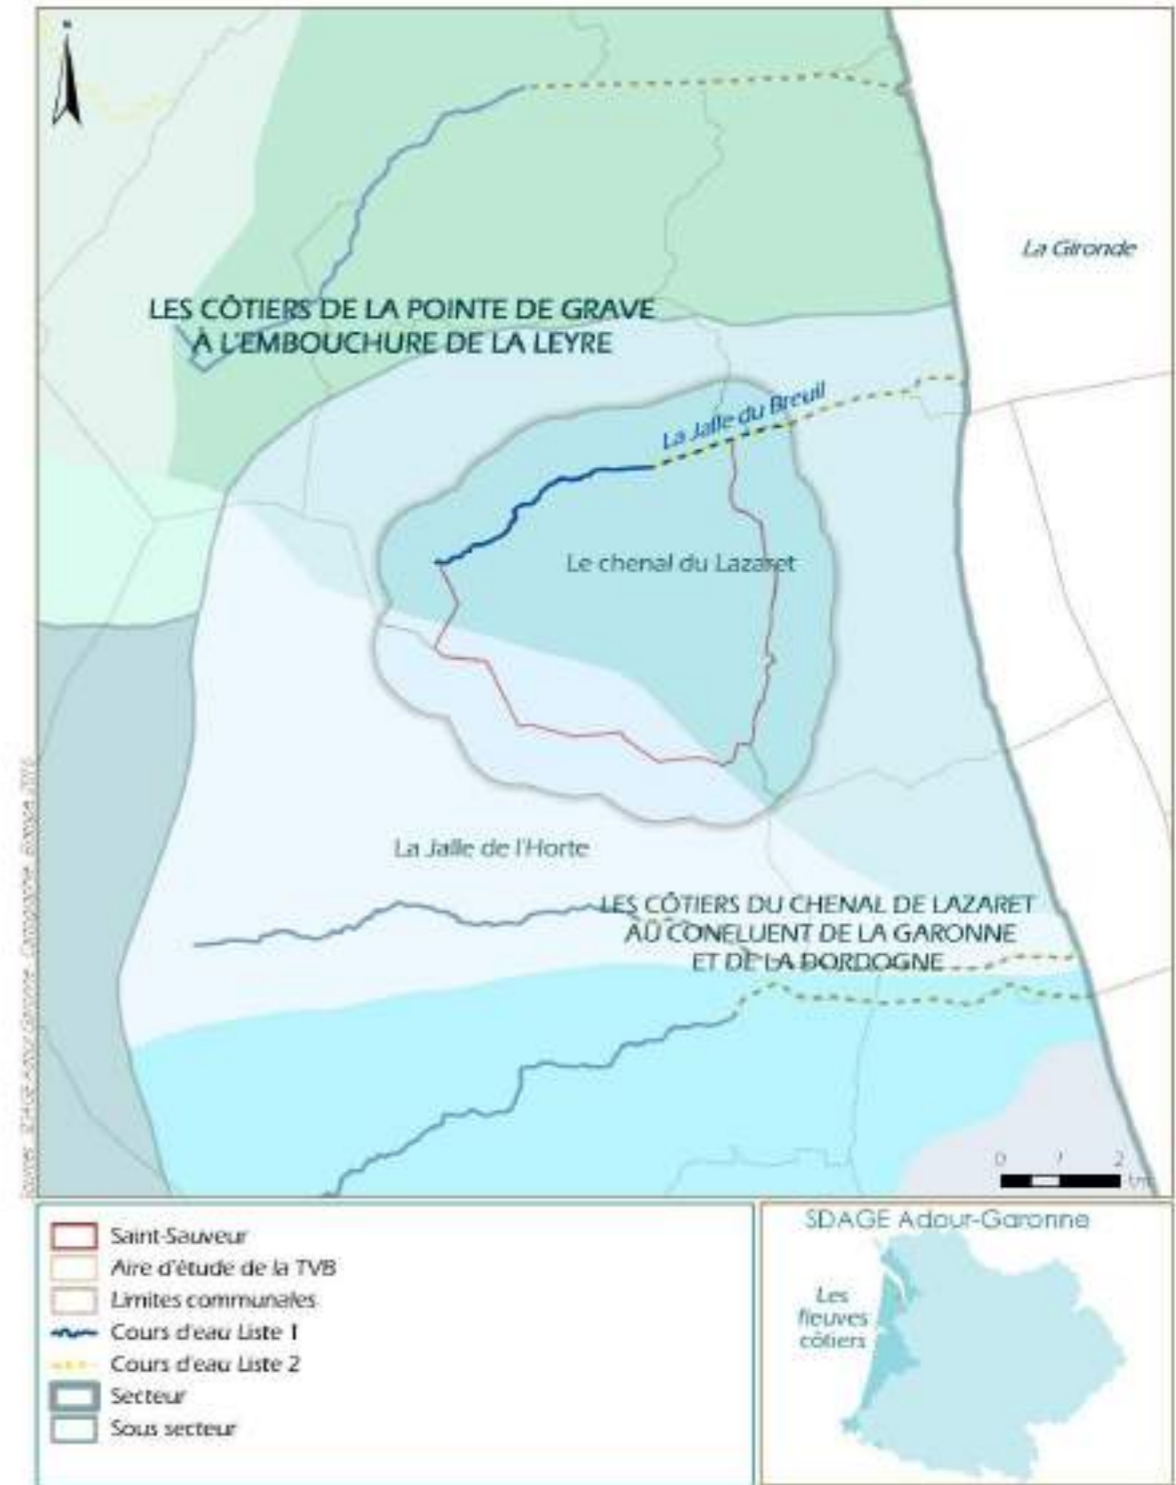 La Gironde
LES CÔTIERS DE LA POINTE DE GRAVE
À L'EMBOUCHURE DE LA LEYRE
La Jalle du Breuil
Le chenal du Lazaret
La Jalle de l'Horte
LES CÔTIERS DU CHENAL DE LAZARET
AU CONFLUENT DE LA GARONNE
ET DE LA DORDOGNE
0 1 2
km
Saint-Sauveur
Aire d'étude de la TVB
Limites communales
Cours d'eau Liste 1
Cours d'eau Liste 2
Secteur
Sous secteur
SDAGE Adour-Garonne
Les
fleuves
côtiers